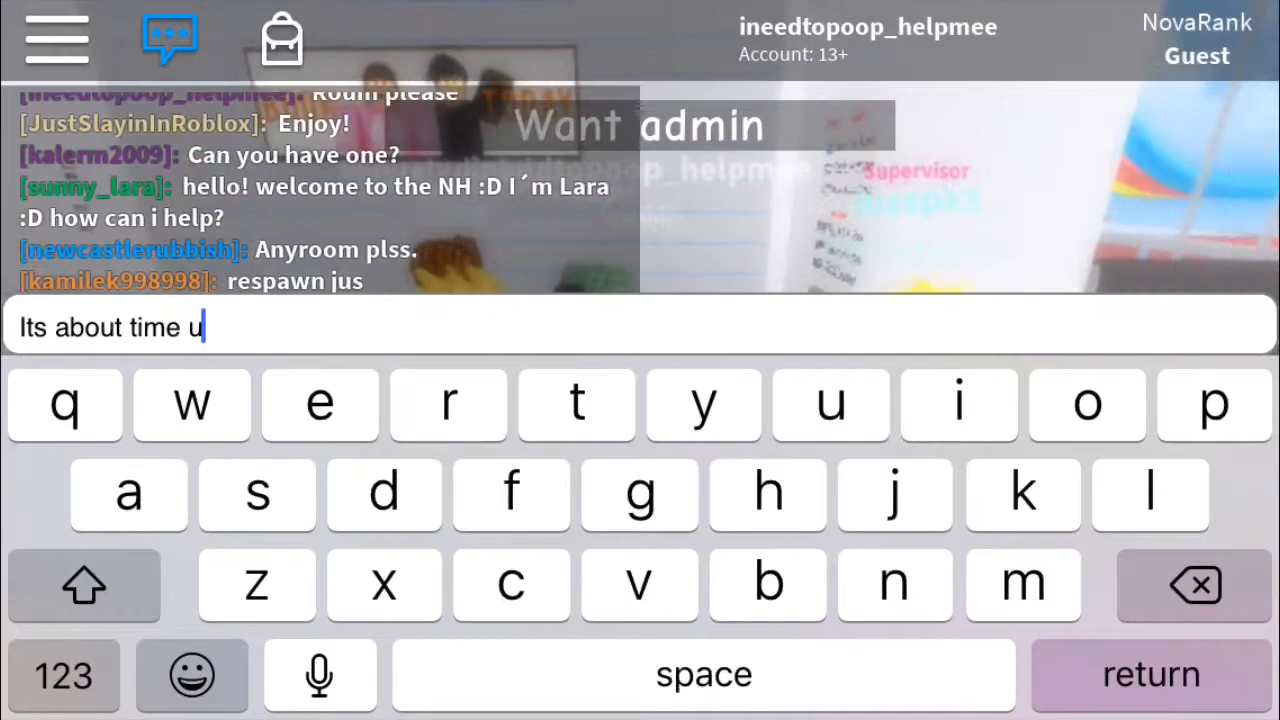 ineedtopoop_helpmee
Account: 13+
NovaRank
Guest
[ineedtopoop_helpmee]: Room please
[JustSlayinInRoblox]: Enjoy!
[kalerm2009]: Can you have one?
[sunny_lara]: hello! welcome to the NH :D I´m Lara
:D how can i help?
[newcastlerubbish]: Anyroom plss.
[kamilek998998]: respawn jus
Want admin
Supervisor
TODAY
Its about time u
q w e r t y u i o p
a s d f g h j k l
z x c v b n m
123 space return